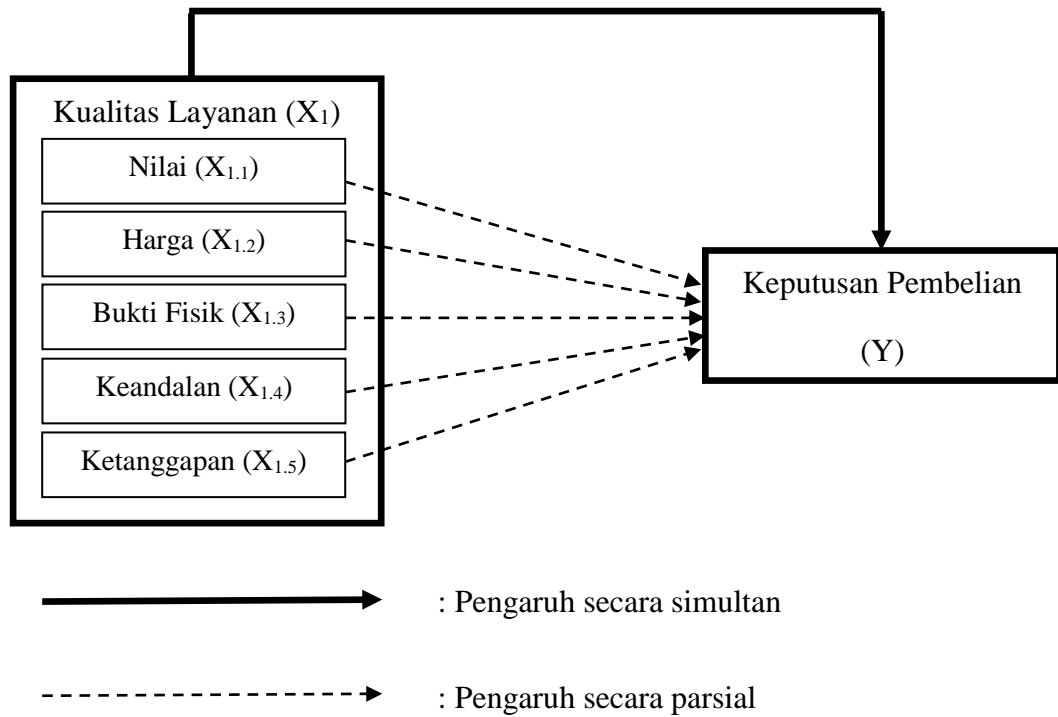 Kualitas Layanan (X₁)
Nilai (X₁.₁)
Harga (X₁.₂)
Bukti Fisik (X₁.₃)
Keandalan (X₁.₄)
Ketanggapan (X₁.₅)
Keputusan Pembelian
(Y)
: Pengaruh secara simultan
: Pengaruh secara parsial